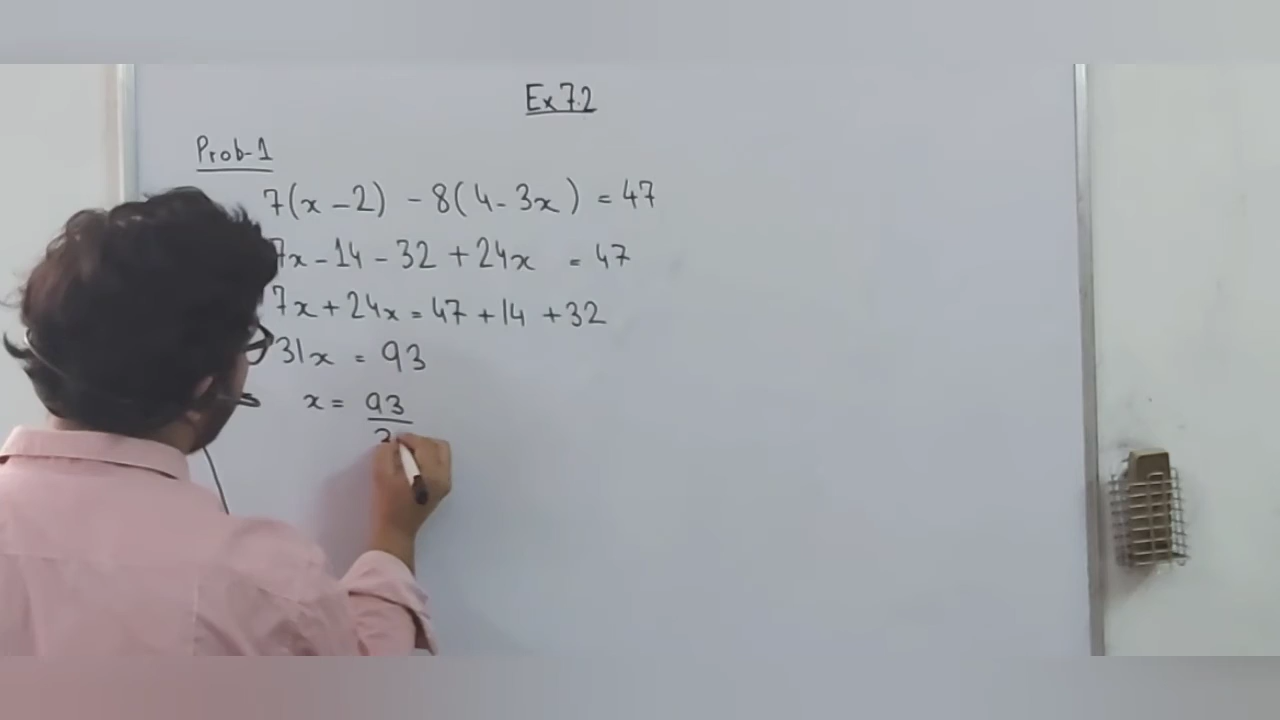 Ex 7.2
Prob-1
7(x-2) - 8(4-3x) = 47
7x - 14 - 32 + 24x = 47
7x + 24x = 47 + 14 + 32
31x = 93
x = 93
3